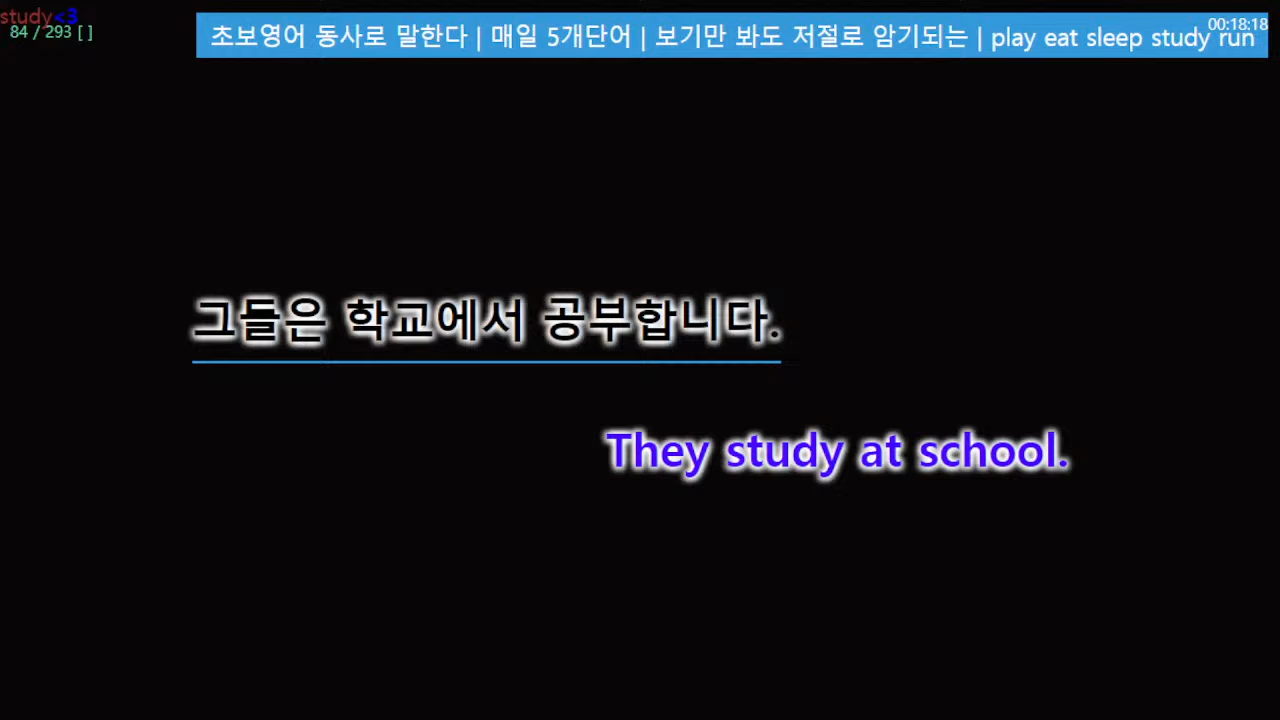 study<3
84 / 293 [ ]
초보영어 동사로 말한다 | 매일 5개단어 | 보기만 봐도 저절로 암기되는 | play eat sleep study run
00:18:18
그들은 학교에서 공부합니다.
They study at school.